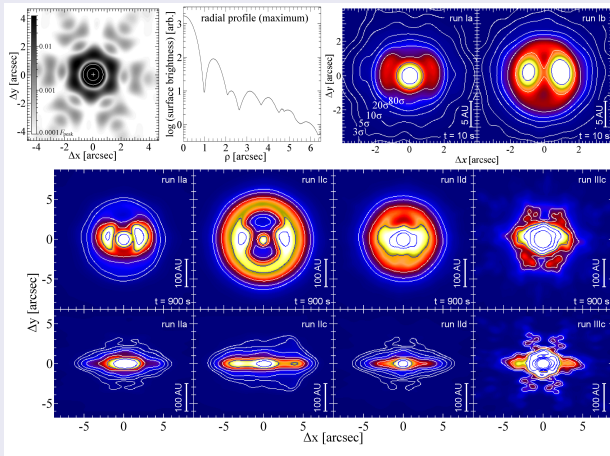 radial profile (maximum)
run Ia
run Ib
4
2
0
-2
-4
Δy [arcsec]
0.01
0.001
0.0001 I peak
-4 -2 0 2 4
Δx [arcsec]
log (surface brightness)
3
2
1
0
0 1 2 3 4 5 6
ρ [arcsec]
Δy [arcsec]
2
0
-2
80σ
20σ
10σ
5σ
3σ
t = 10 s
5 AU
t = 10 s
5 AU
-2 0 2
-2 0 2
Δx [arcsec]
run IIa
run IIc
run IId
run IIIc
5
0
-5
100 AU
100 AU
100 AU
100 AU
t = 900 s
t = 900 s
t = 900 s
t = 900 s
Δy [arcsec]
run IIa
run IIc
run IId
run IIIc
5
0
-5
100 AU
100 AU
100 AU
100 AU
-5 0 5
-5 0 5
-5 0 5
-5 0 5
Δx [arcsec]